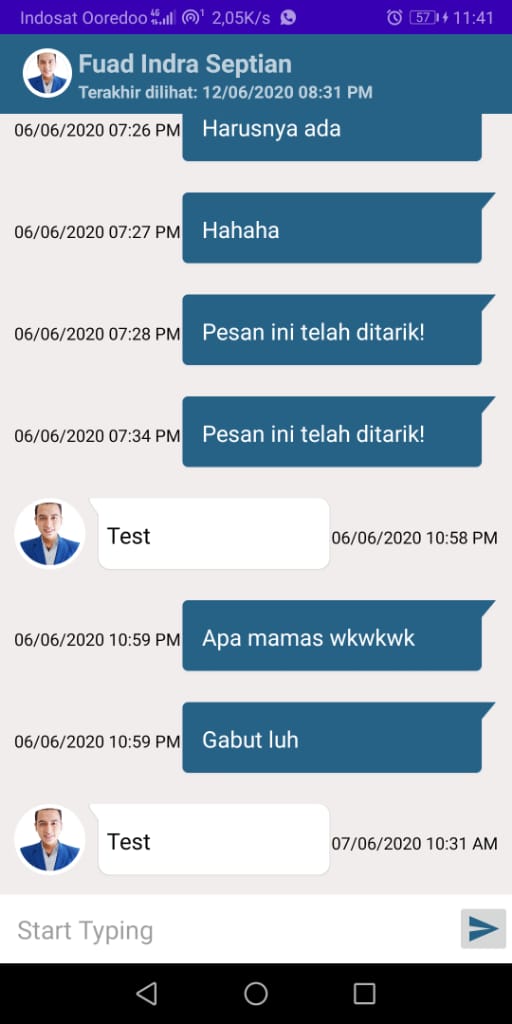 Indosat Ooredoo 4G 1 2,05K/s 57 11:41
Fuad Indra Septian
Terakhir dilihat: 12/06/2020 08:31 PM
06/06/2020 07:26 PM Harusnya ada
06/06/2020 07:27 PM Hahaha
06/06/2020 07:28 PM Pesan ini telah ditarik!
06/06/2020 07:34 PM Pesan ini telah ditarik!
Test 06/06/2020 10:58 PM
06/06/2020 10:59 PM Apa mamas wkwkwk
06/06/2020 10:59 PM Gabut luh
Test 07/06/2020 10:31 AM
Start Typing